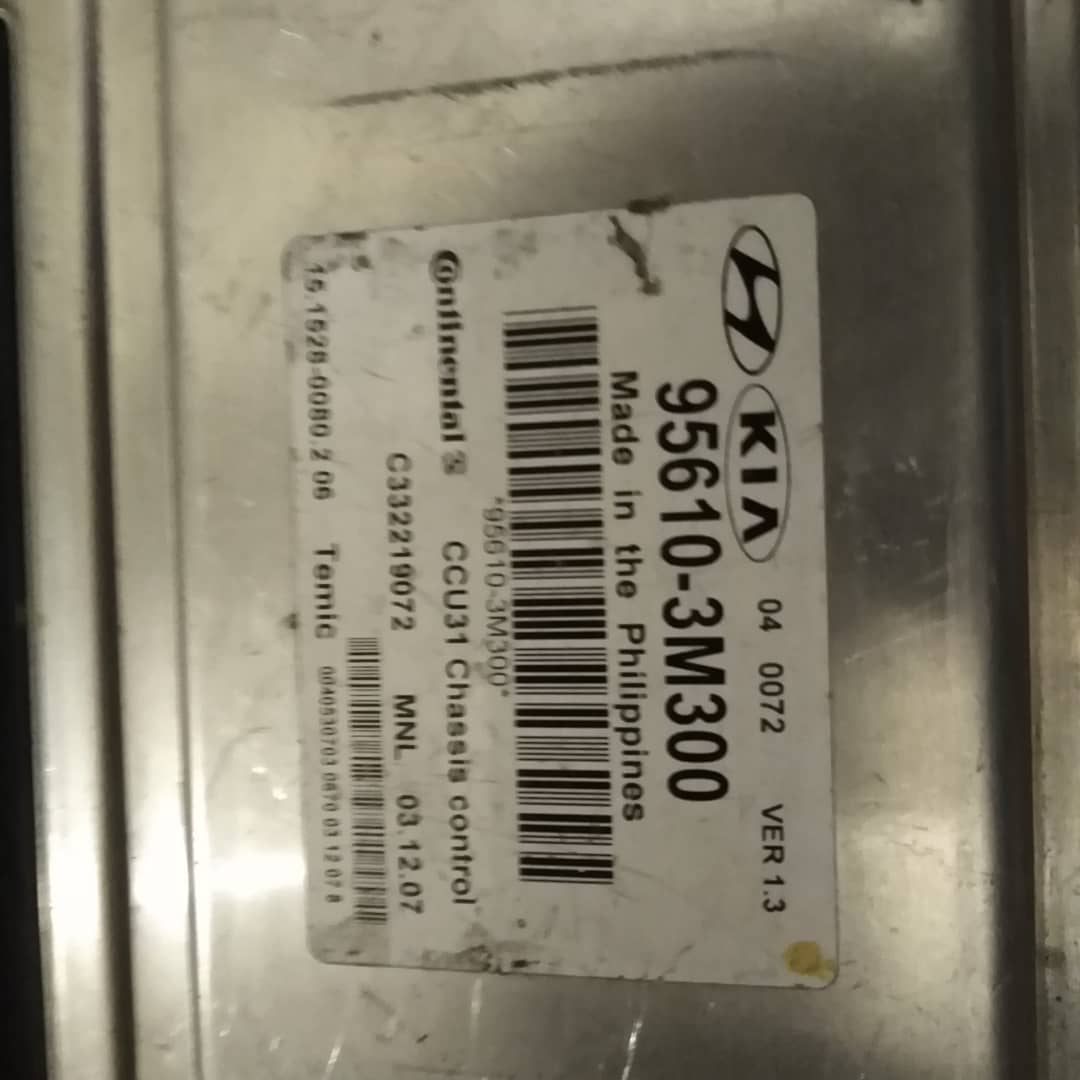 KIA 04 0072 VER 1.3
95610-3M300
Made in the Philippines
*95610-3M300*
Continental CCU31 Chassis control
C332219072 MNL 03.12.07
15.1528-0080.2 06 Temic